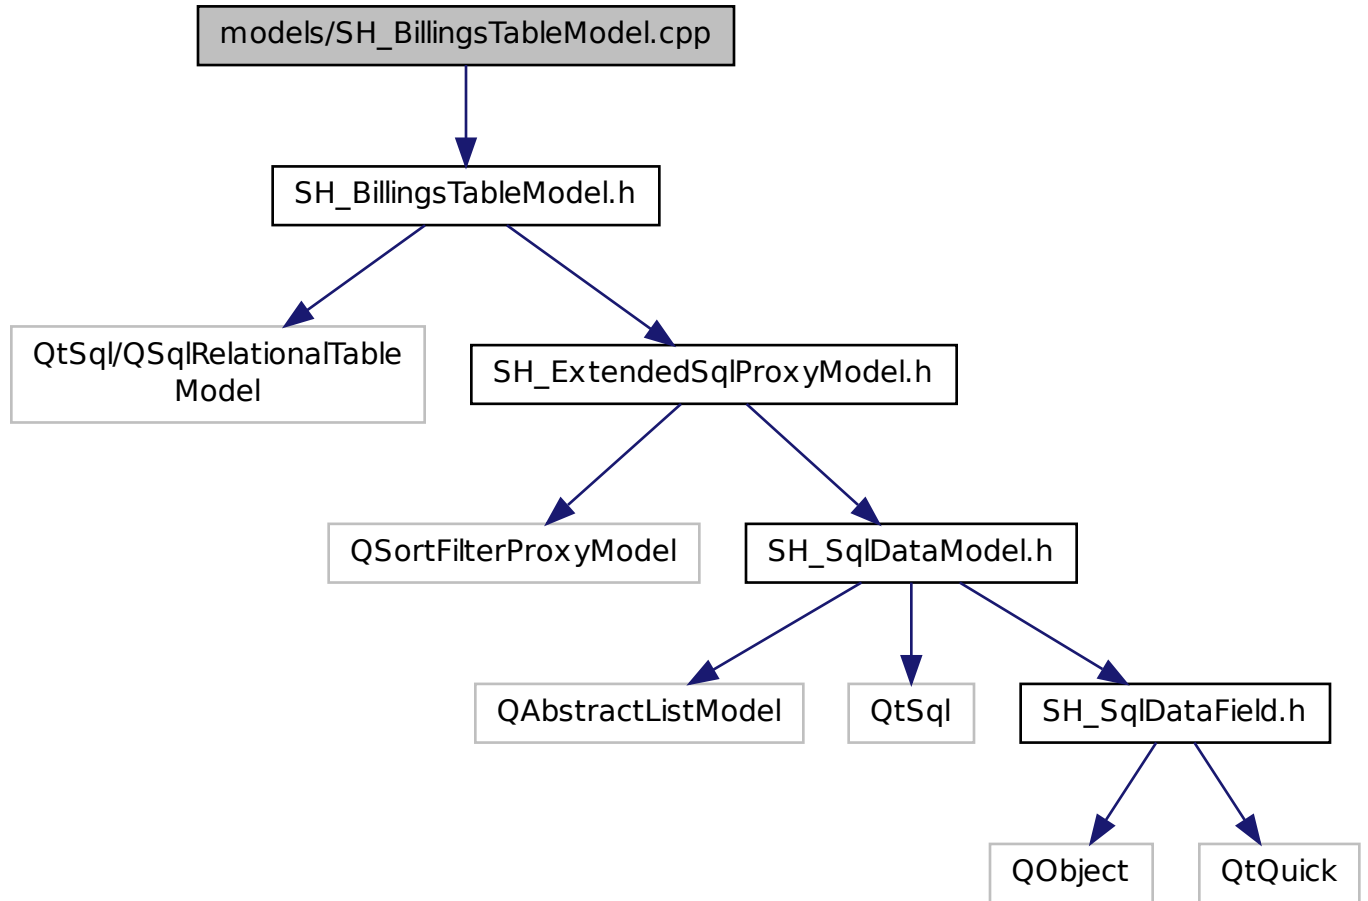 models/SH_BillingsTableModel.cpp
SH_BillingsTableModel.h
QtSql/QSqlRelationalTable
Model
SH_ExtendedSqlProxyModel.h
QSortFilterProxyModel
SH_SqlDataModel.h
QAbstractListModel
QtSql
SH_SqlDataField.h
QObject
QtQuick